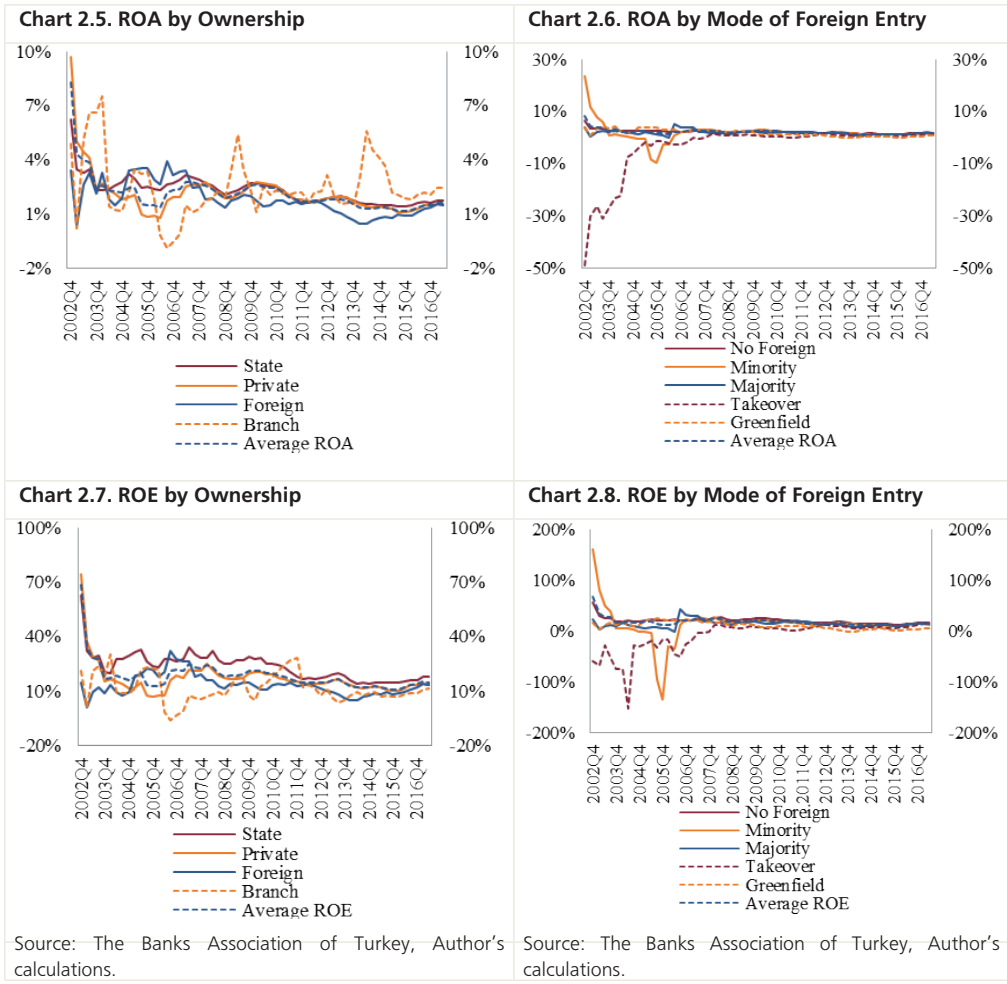 Chart 2.5. ROA by Ownership
10%
7%
4%
1%
-2%
10%
7%
4%
1%
-2%
2002Q4
2003Q4
2004Q4
2005Q4
2006Q4
2007Q4
2008Q4
2009Q4
2010Q4
2011Q4
2012Q4
2013Q4
2014Q4
2015Q4
2016Q4
State
Private
Foreign
Branch
Average ROA
Chart 2.6. ROA by Mode of Foreign Entry
30%
10%
-10%
-30%
-50%
30%
10%
-10%
-30%
-50%
2002Q4
2003Q4
2004Q4
2005Q4
2006Q4
2007Q4
2008Q4
2009Q4
2010Q4
2011Q4
2012Q4
2013Q4
2014Q4
2015Q4
2016Q4
No Foreign
Minority
Majority
Takeover
Greenfield
Average ROA
Chart 2.7. ROE by Ownership
100%
70%
40%
10%
-20%
100%
70%
40%
10%
-20%
2002Q4
2003Q4
2004Q4
2005Q4
2006Q4
2007Q4
2008Q4
2009Q4
2010Q4
2011Q4
2012Q4
2013Q4
2014Q4
2015Q4
2016Q4
State
Private
Foreign
Branch
Average ROE
Source: The Banks Association of Turkey, Author’s
calculations.
Chart 2.8. ROE by Mode of Foreign Entry
200%
100%
0%
-100%
-200%
200%
100%
0%
-100%
-200%
2002Q4
2003Q4
2004Q4
2005Q4
2006Q4
2007Q4
2008Q4
2009Q4
2010Q4
2011Q4
2012Q4
2013Q4
2014Q4
2015Q4
2016Q4
No Foreign
Minority
Majority
Takeover
Greenfield
Average ROE
Source: The Banks Association of Turkey, Author’s
calculations.